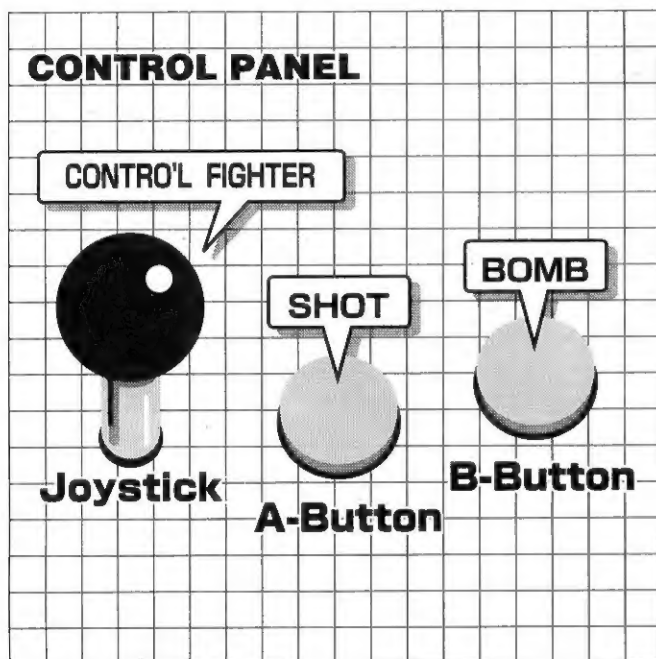 CONTROL PANEL
CONTRO'L FIGHTER
SHOT
BOMB
Joystick
A-Button
B-Button